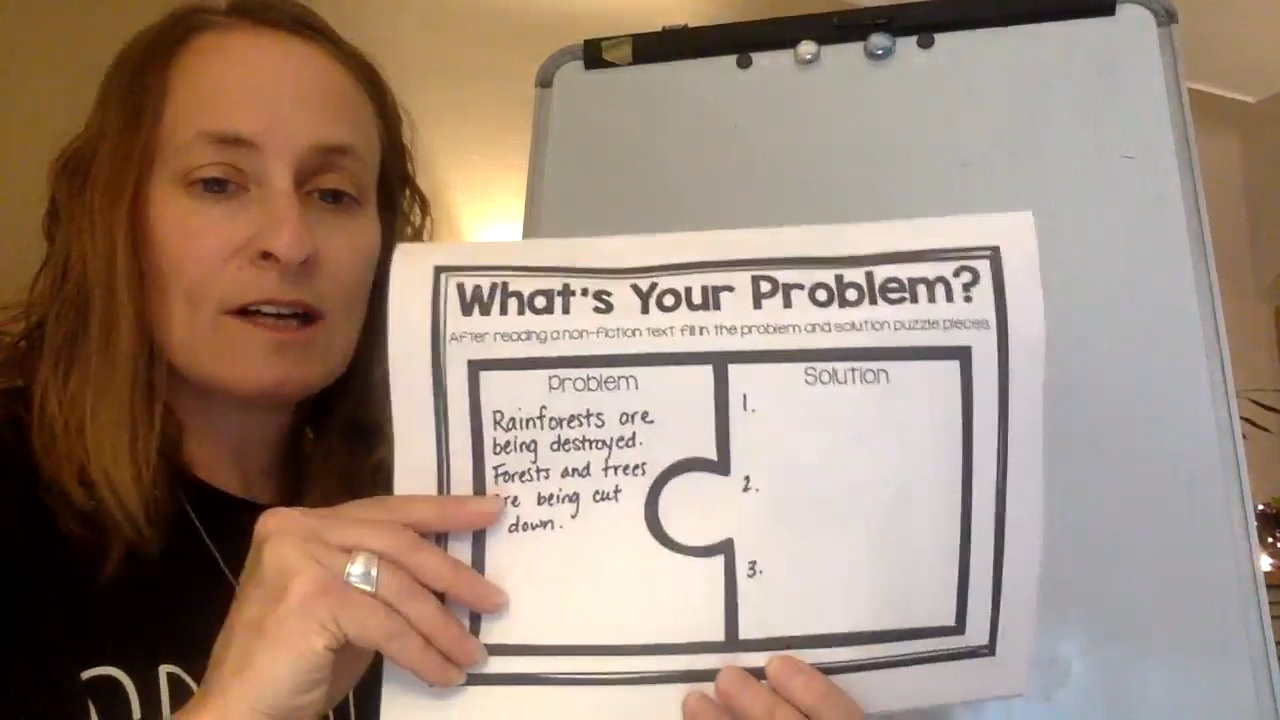 What's Your Problem?
After reading a non-fiction text fill in the problem and solution puzzle pieces.
Problem
Rainforests are
being destroyed.
Forests and trees
being cut
down.
Solution
1.
2.
3.